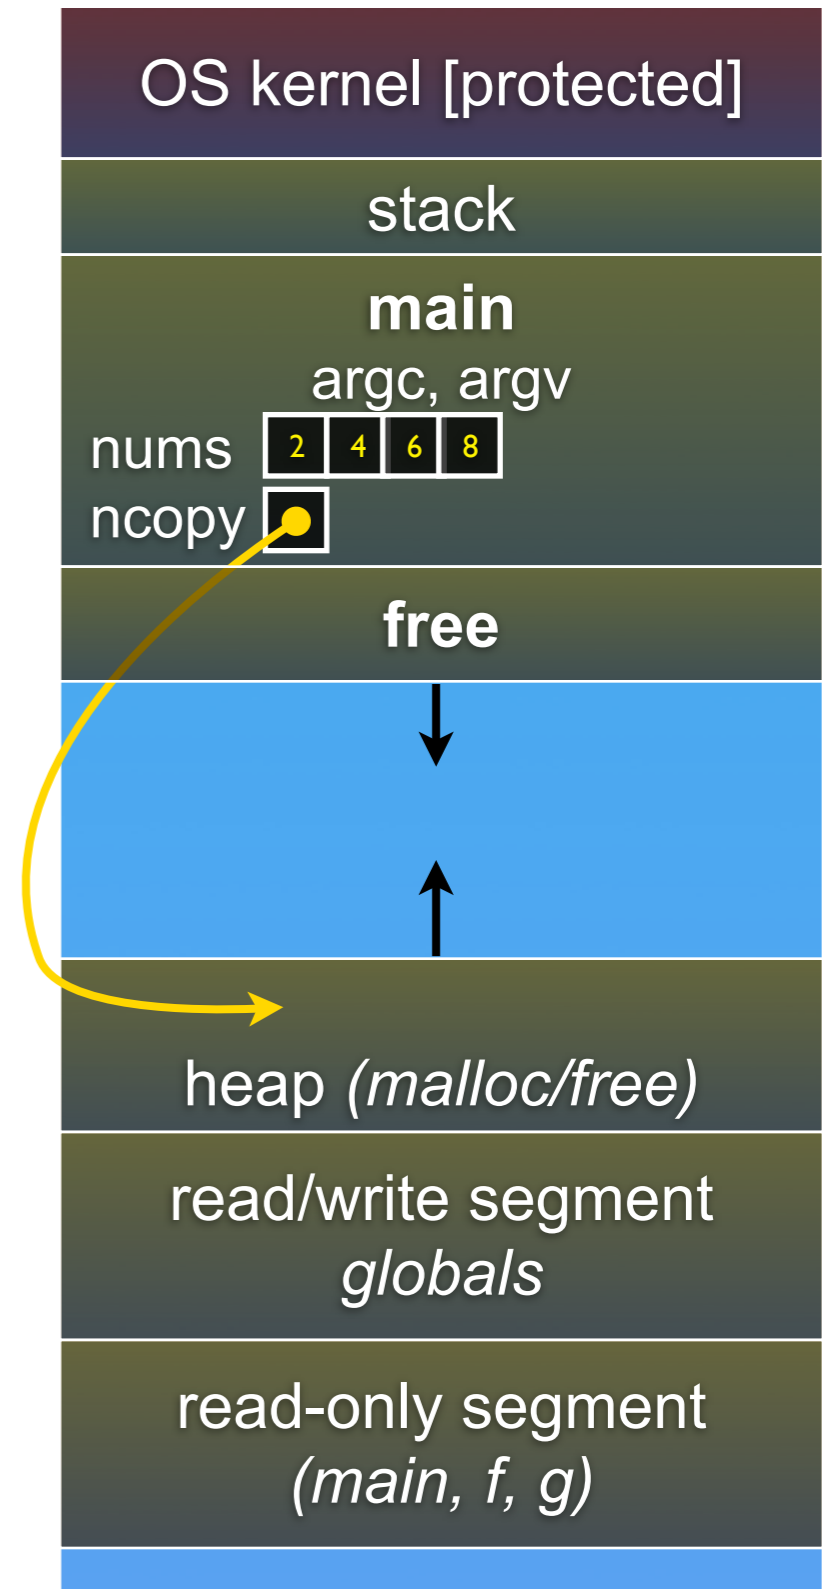 OS kernel [protected]
stack
main
argc, argv
nums 2 4 6 8
ncopy
free
heap (malloc/free)
read/write segment
globals
read-only segment
(main, f, g)